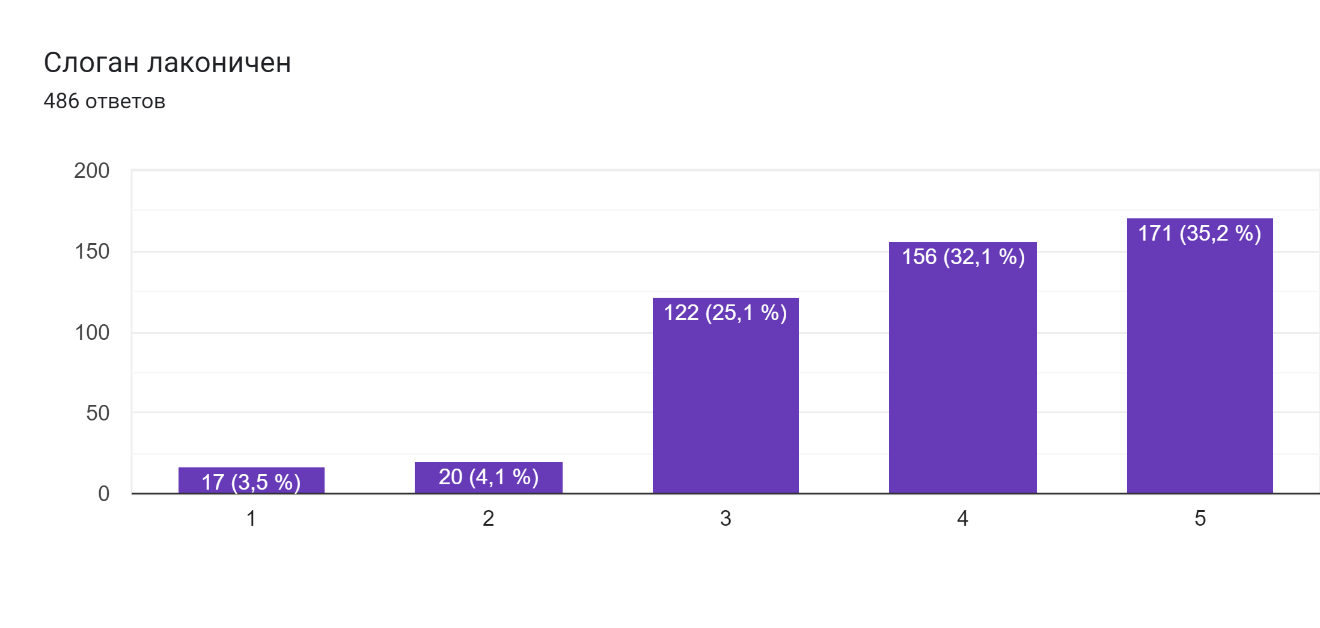 Слоган лаконичен
486 ответов
200
150
100
50
0
17 (3,5 %)
20 (4,1 %)
122 (25,1 %)
156 (32,1 %)
171 (35,2 %)
1
2
3
4
5